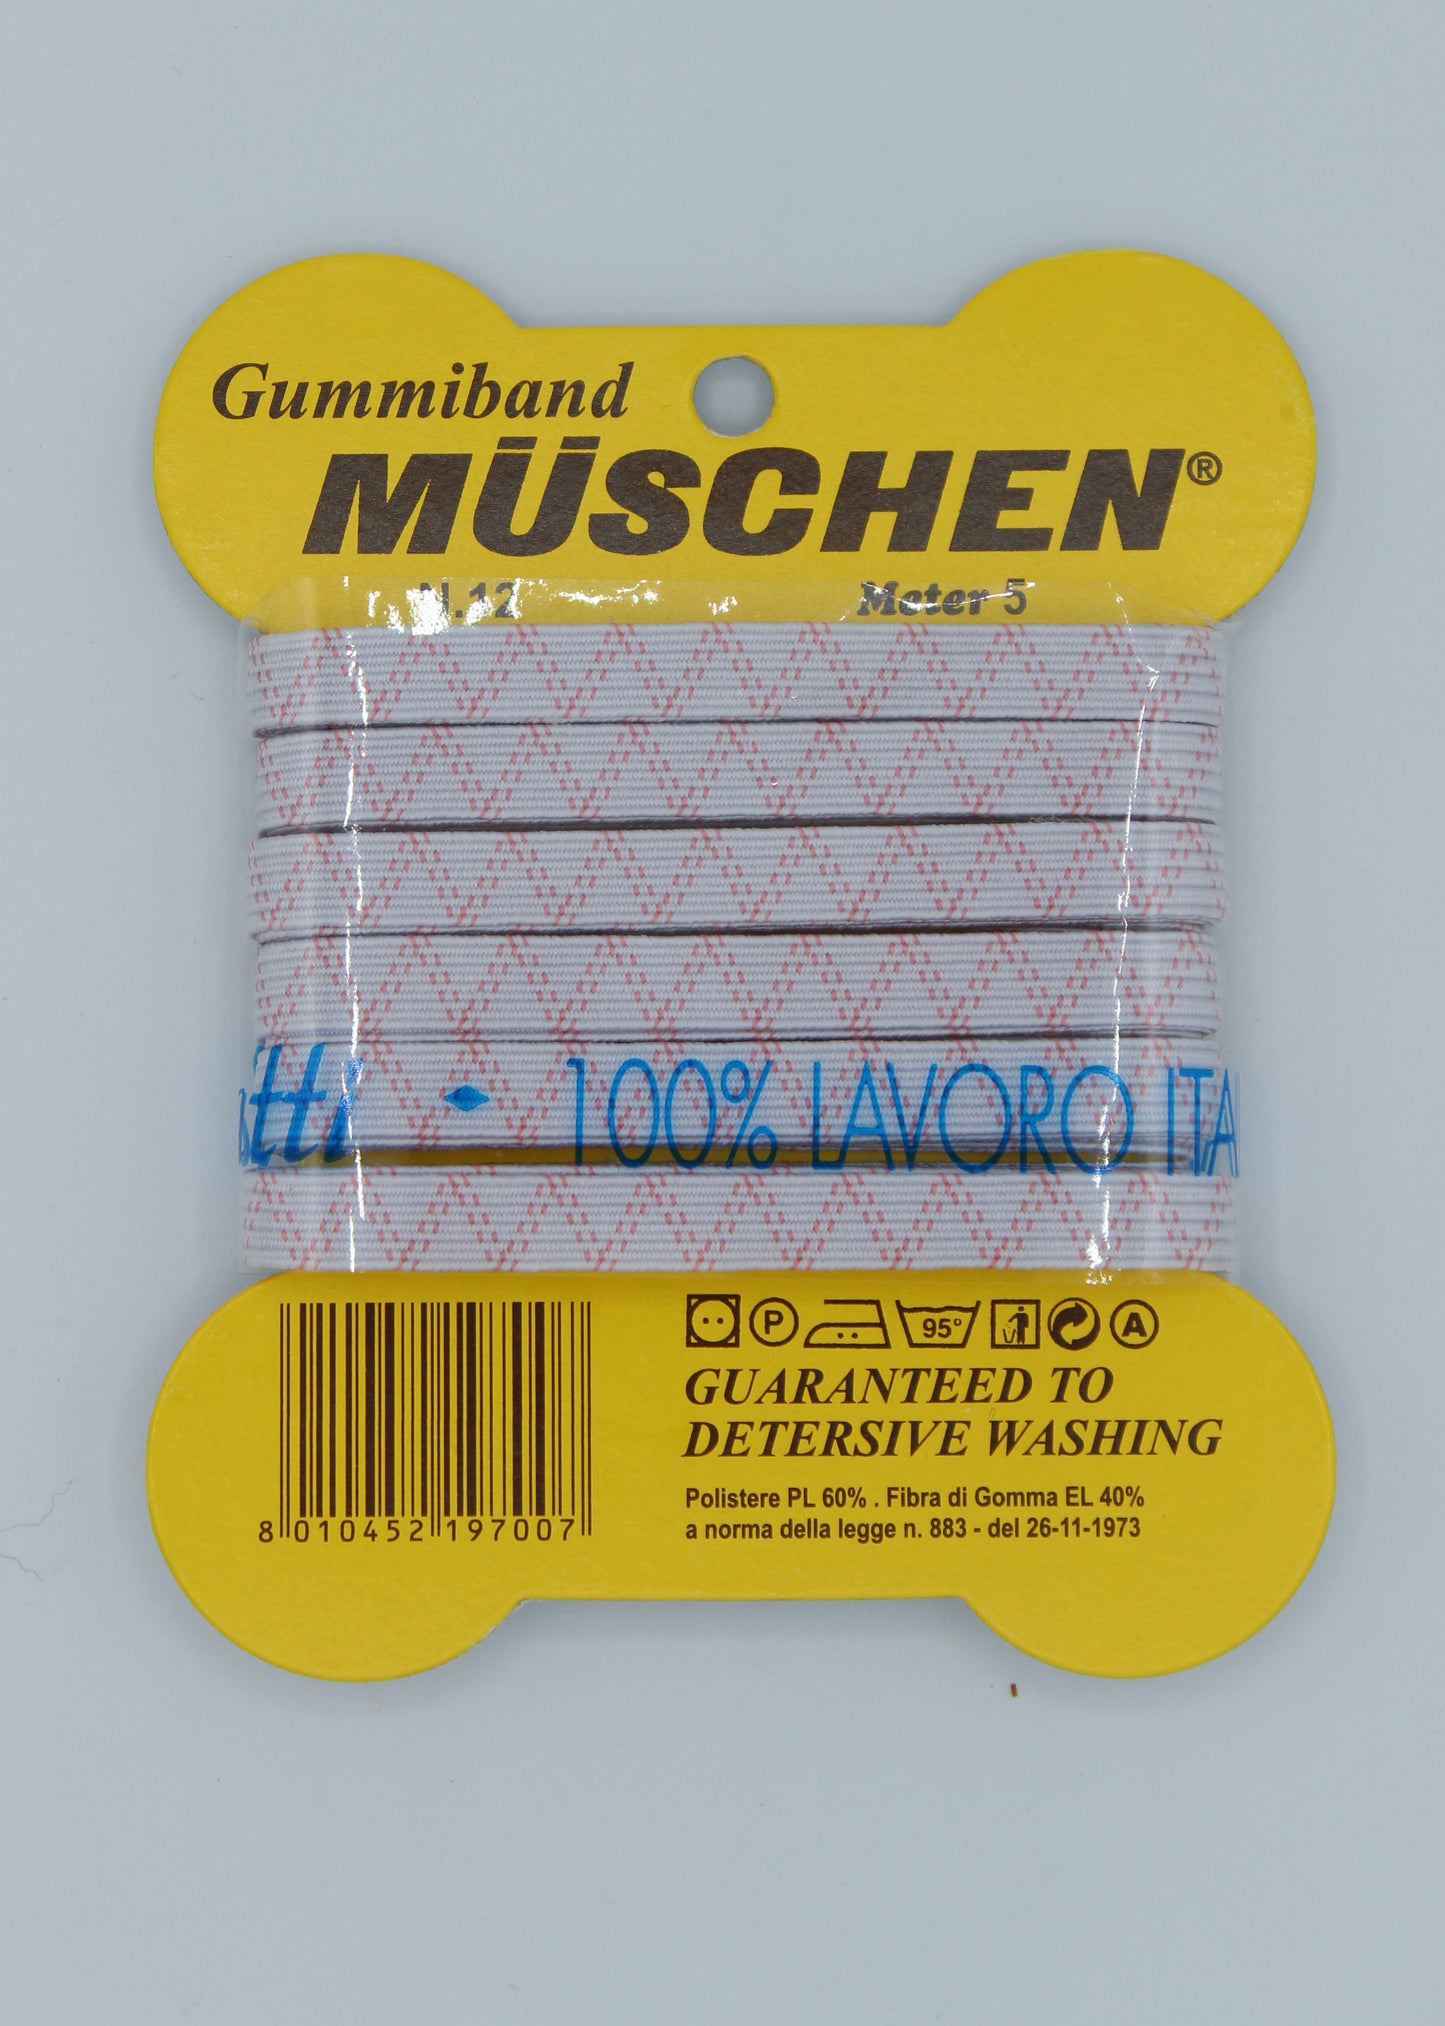 Gummiband
MÜSCHEN®
N.12 Meter 5
100% LAVORO
P 95° A
GUARANTEED TO
DETERSIVE WASHING
Polistere PL 60% . Fibra di Gomma EL 40%
a norma della legge n. 883 - del 26-11-1973
8 010452 197007